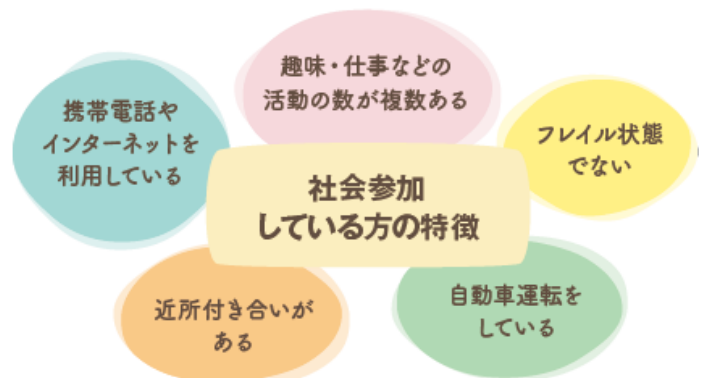 趣味・仕事などの
活動の数が複数ある
携帯電話や
インターネットを
利用している
フレイル状態
でない
社会参加
している方の特徴
近所付き合いが
ある
自動車運転を
している